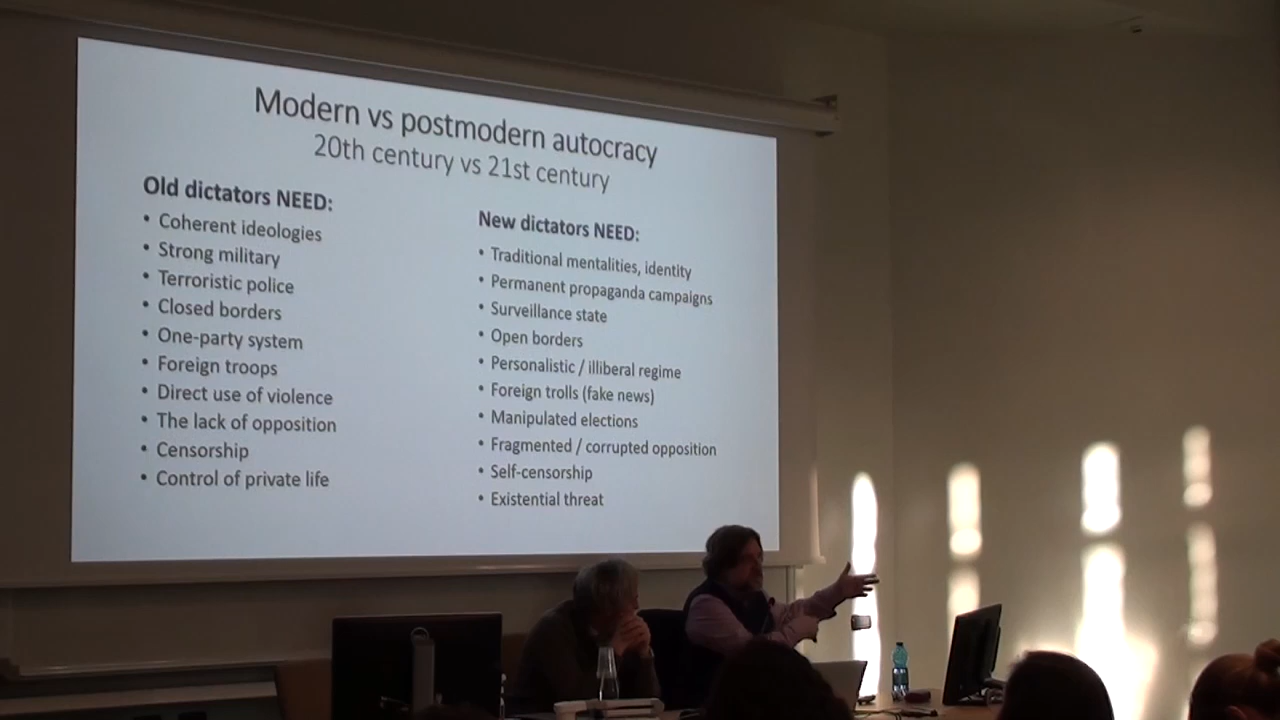 Modern vs postmodern autocracy
20th century vs 21st century
Old dictators NEED:
• Coherent ideologies
• Strong military
• Terroristic police
• Closed borders
• One-party system
• Foreign troops
• Direct use of violence
• The lack of opposition
• Censorship
• Control of private life
New dictators NEED:
• Traditional mentalities, identity
• Permanent propaganda campaigns
• Surveillance state
• Open borders
• Personalistic / illiberal regime
• Foreign trolls (fake news)
• Manipulated elections
• Fragmented / corrupted opposition
• Self-censorship
• Existential threat